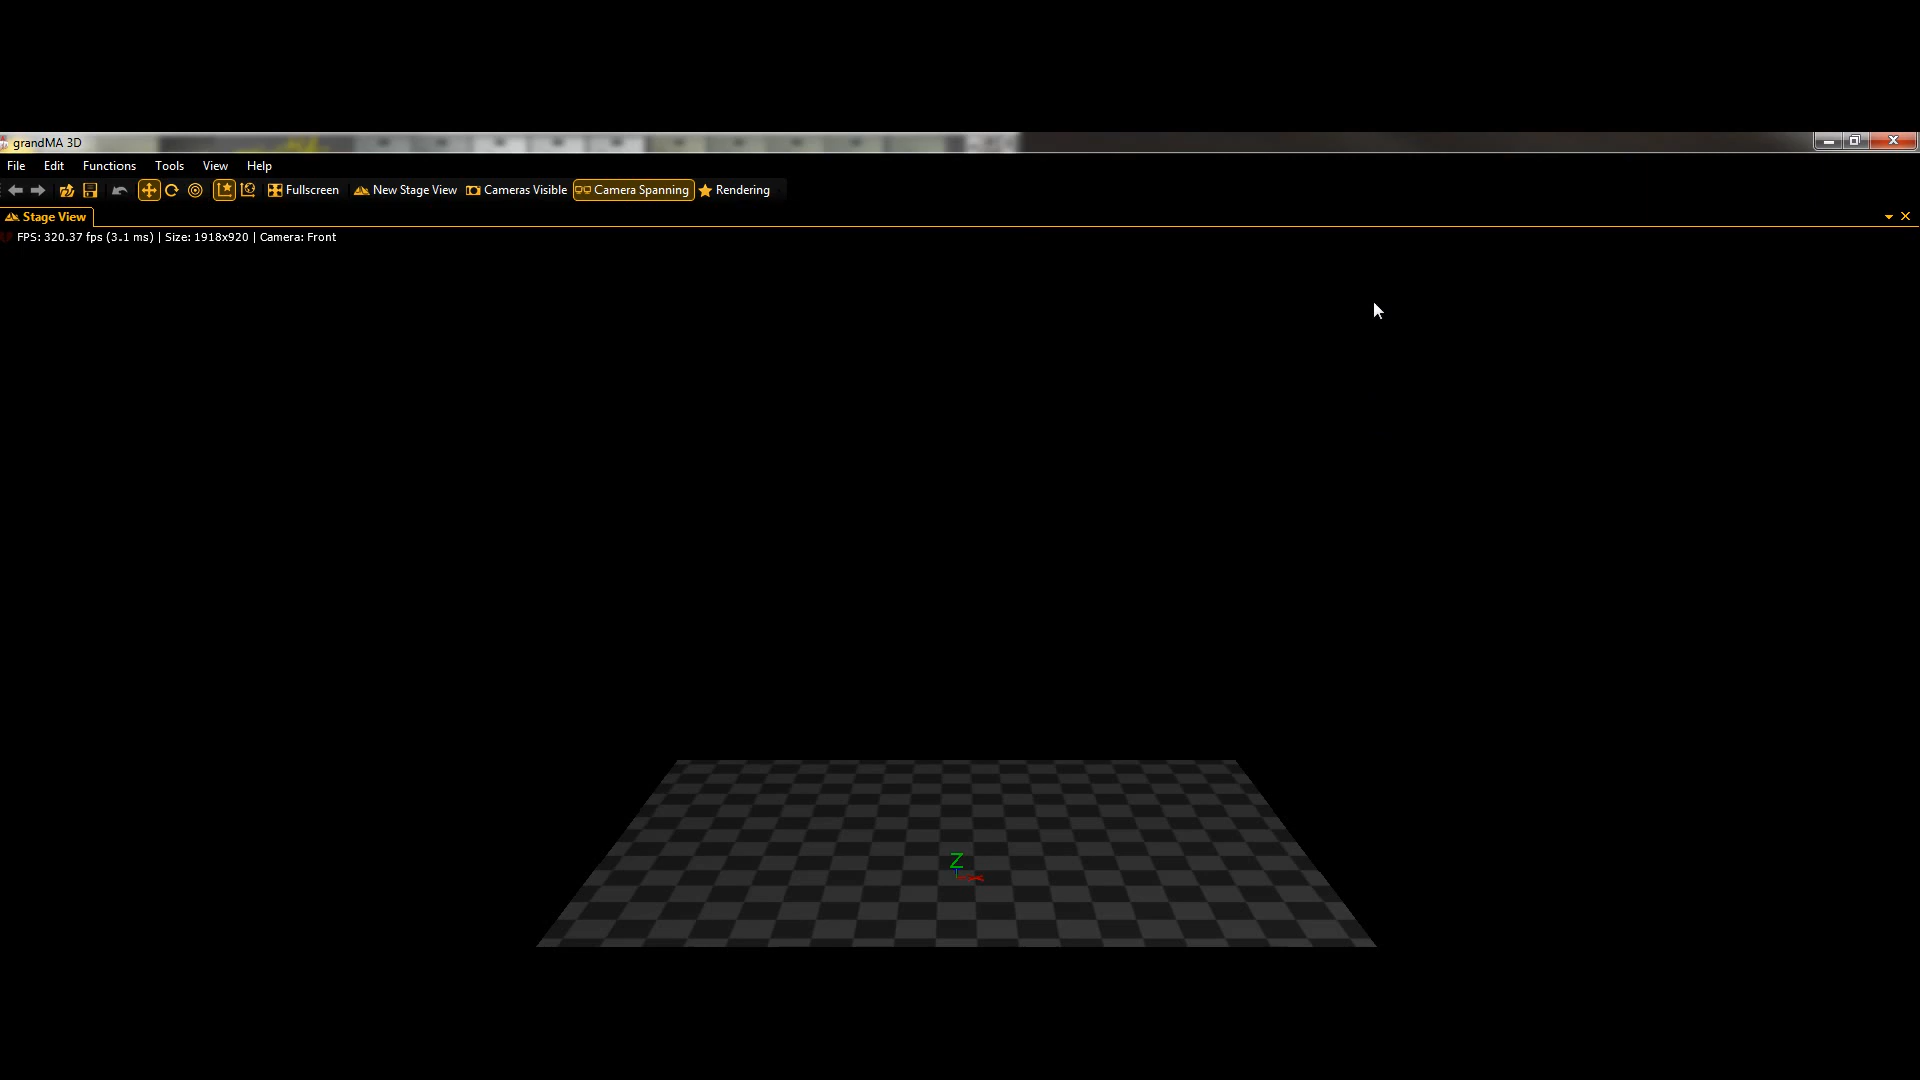 grandMA 3D
File Edit Functions Tools View Help
Fullscreen New Stage View Cameras Visible Camera Spanning Rendering
Stage View
FPS: 320.37 fps (3.1 ms) | Size: 1918x920 | Camera: Front
Z
X